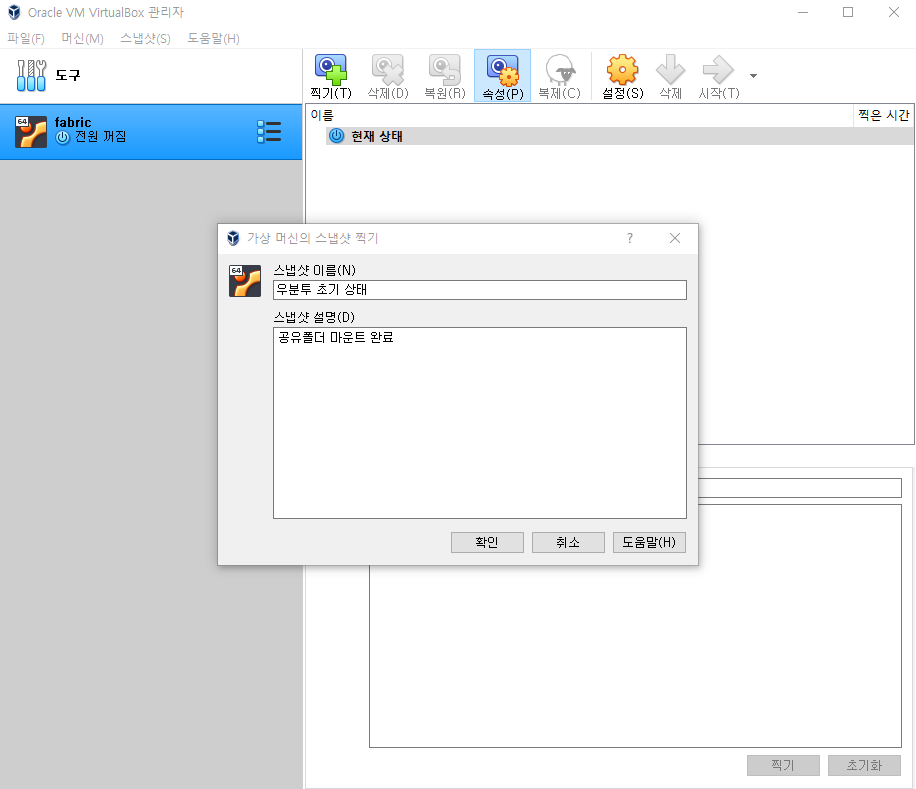 Oracle VM VirtualBox 관리자
파일(F) 머신(M) 스냅샷(S) 도움말(H)
도구
찍기(T) 삭제(D) 복원(R) 속성(P) 복제(C) 설정(S) 삭제 시작(T)
64
fabric
전원 꺼짐
이름 찍은 시간
현재 상태
가상 머신의 스냅샷 찍기 ?
64
스냅샷 이름(N)
우분투 초기 상태
스냅샷 설명(D)
공유폴더 마운트 완료
확인 취소 도움말(H)
찍기 초기화